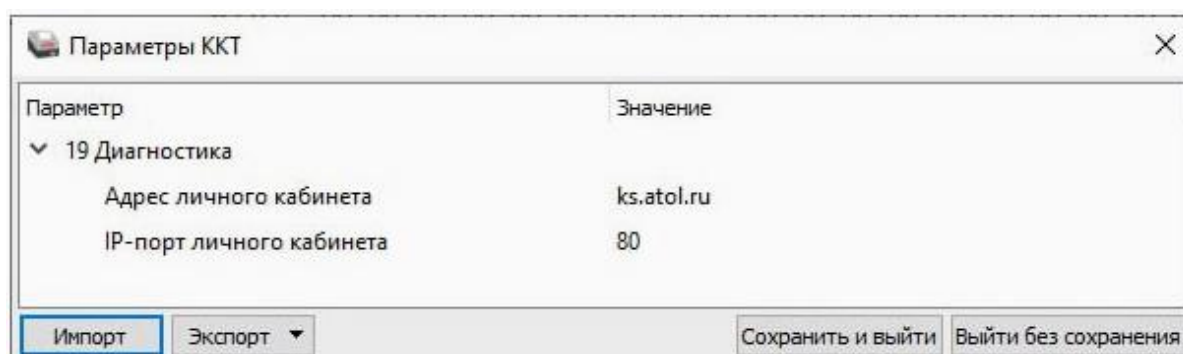 Параметры ККТ
Параметр Значение
19 Диагностика
Адрес личного кабинета ks.atol.ru
IP-порт личного кабинета 80
Импорт Экспорт Сохранить и выйти Выйти без сохранения